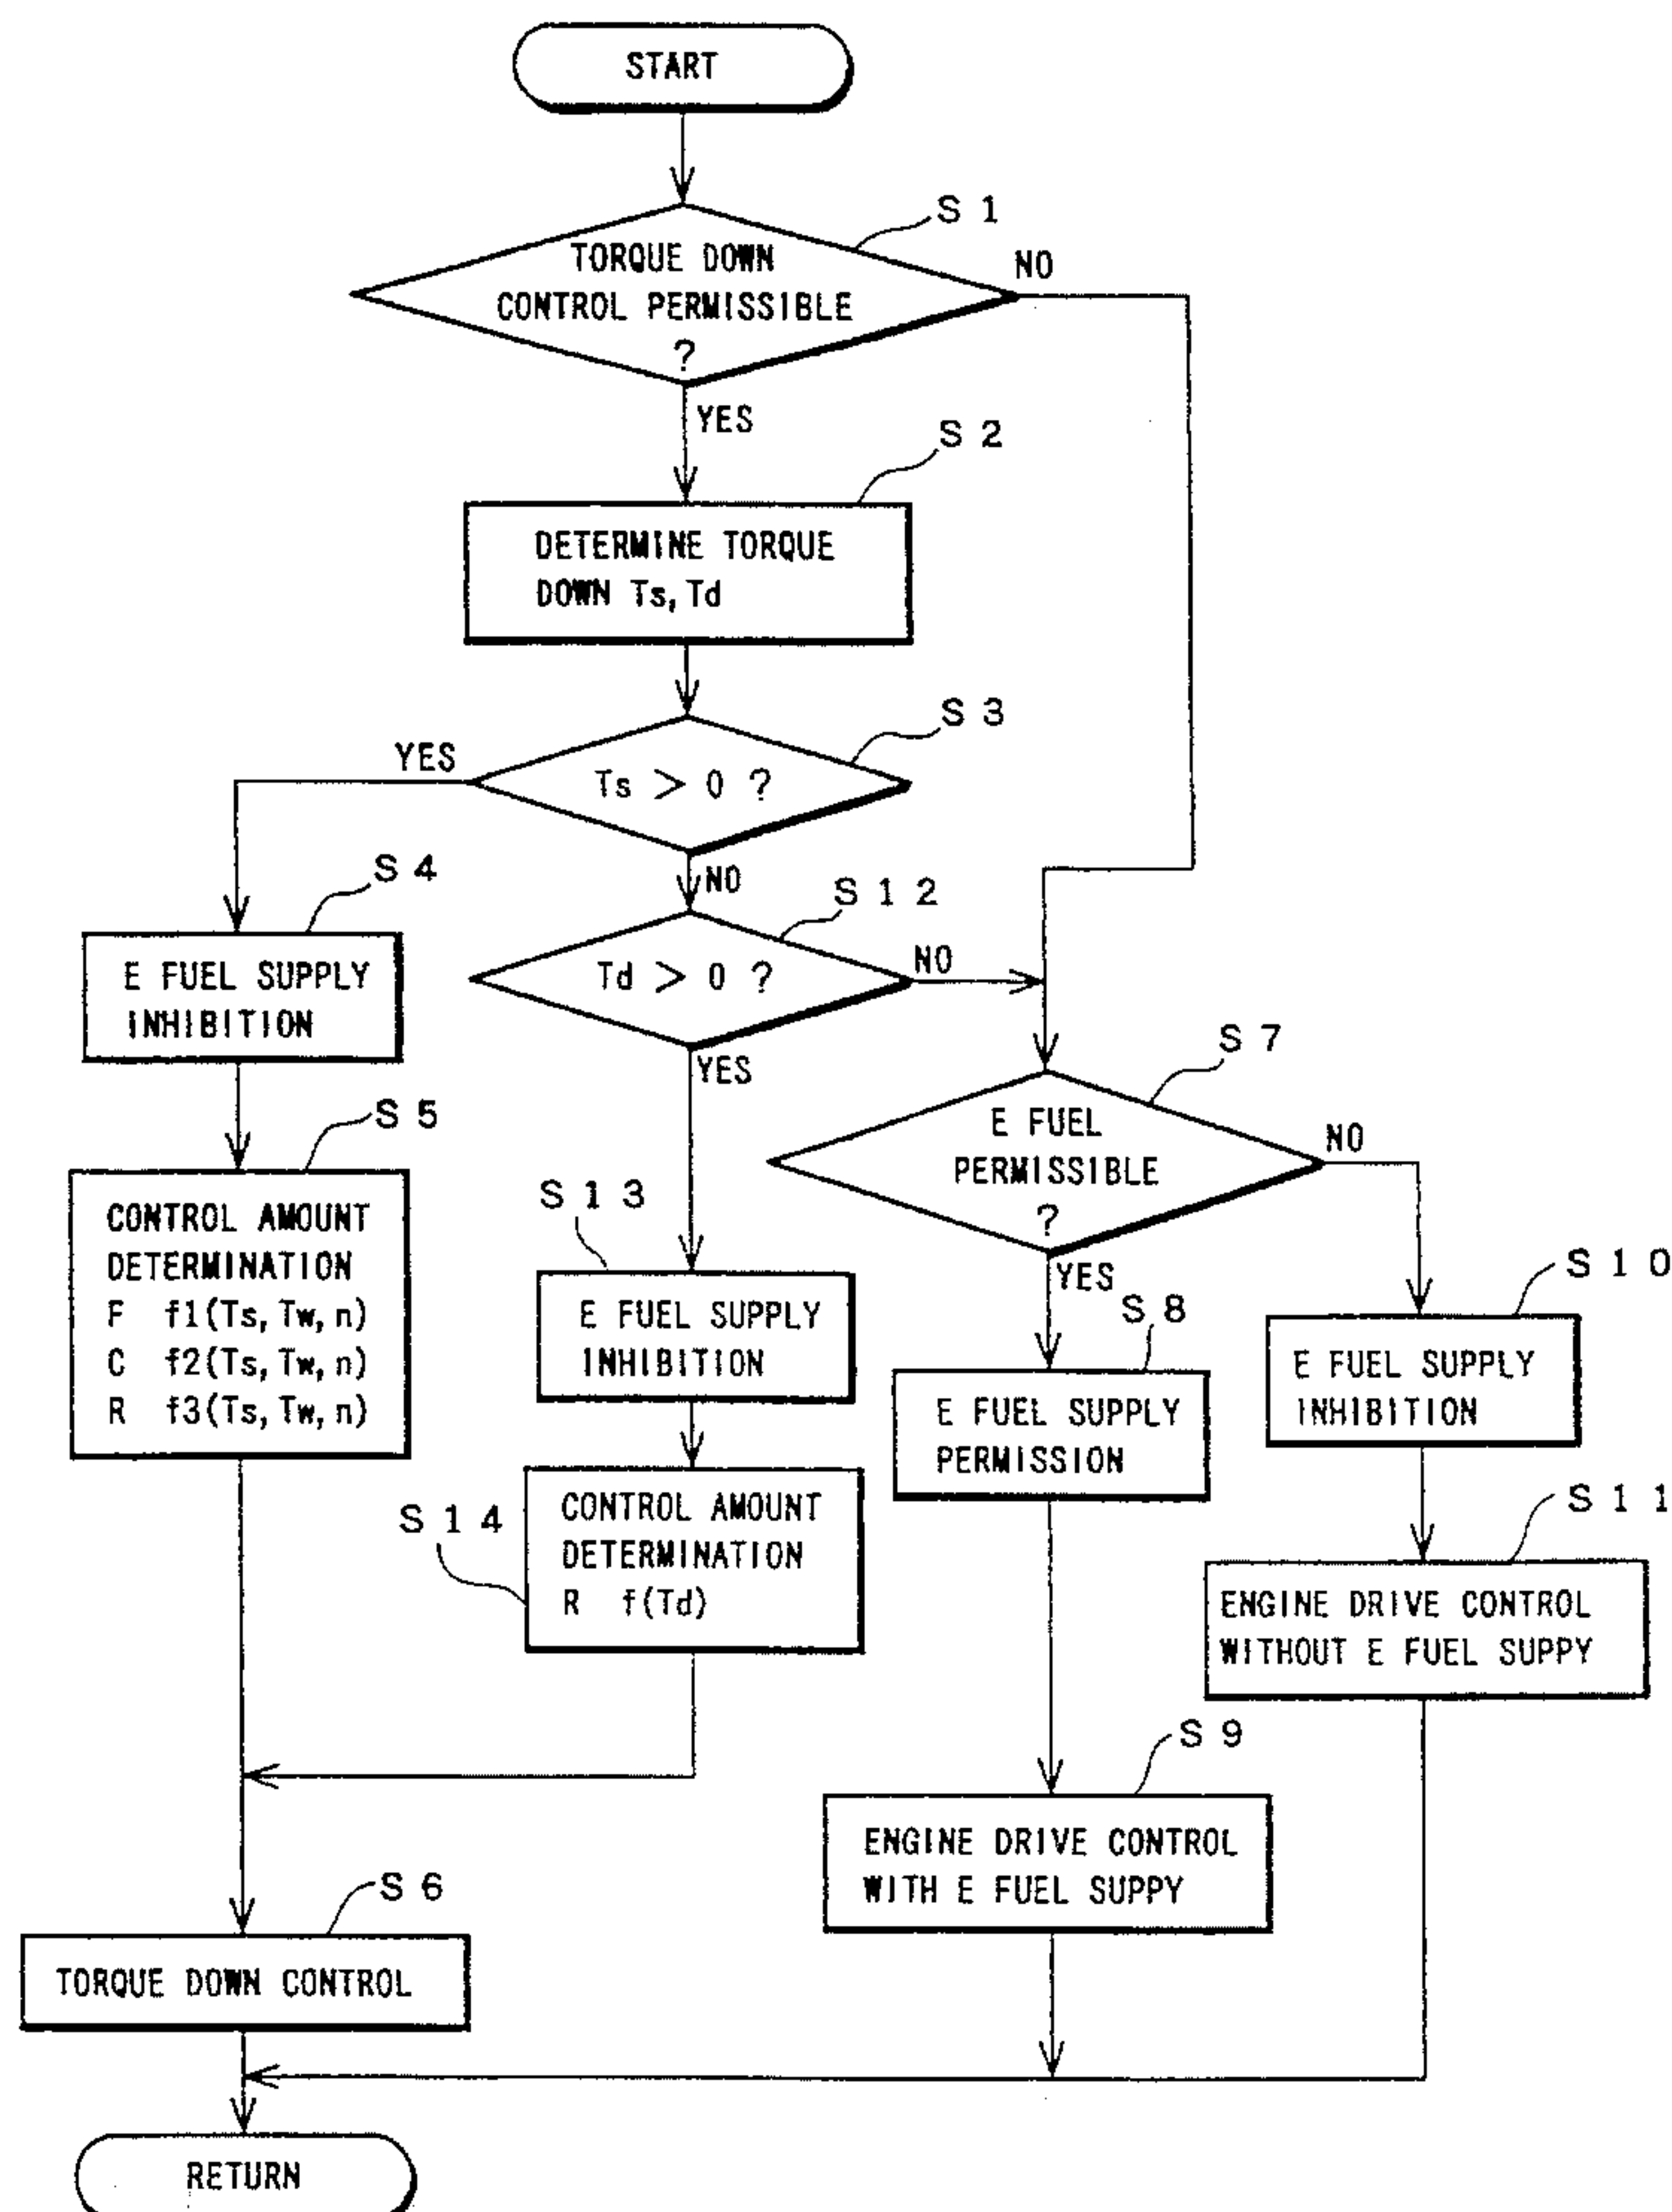 START
S 1
TORQUE DOWN
CONTROL PERMISSIBLE
?
NO
YES
S 2
DETERMINE TORQUE
DOWN Ts, Td
S 3
YES
Ts > 0 ?
NO
S 4
E FUEL SUPPLY
INHIBITION
S 1 2
Td > 0 ?
NO
YES
S 5
CONTROL AMOUNT
DETERMINATION
F f1(Ts, Tw, n)
C f2(Ts, Tw, n)
R f3(Ts, Tw, n)
S 7
E FUEL
PERMISSIBLE
?
NO
YES
S 1 3
E FUEL SUPPLY
INHIBITION
S 8
E FUEL SUPPLY
PERMISSION
S 1 0
E FUEL SUPPLY
INHIBITION
S 1 4
CONTROL AMOUNT
DETERMINATION
R f(Td)
S 1 1
ENGINE DRIVE CONTROL
WITHOUT E FUEL SUPPY
S 9
ENGINE DRIVE CONTROL
WITH E FUEL SUPPY
S 6
TORQUE DOWN CONTROL
RETURN